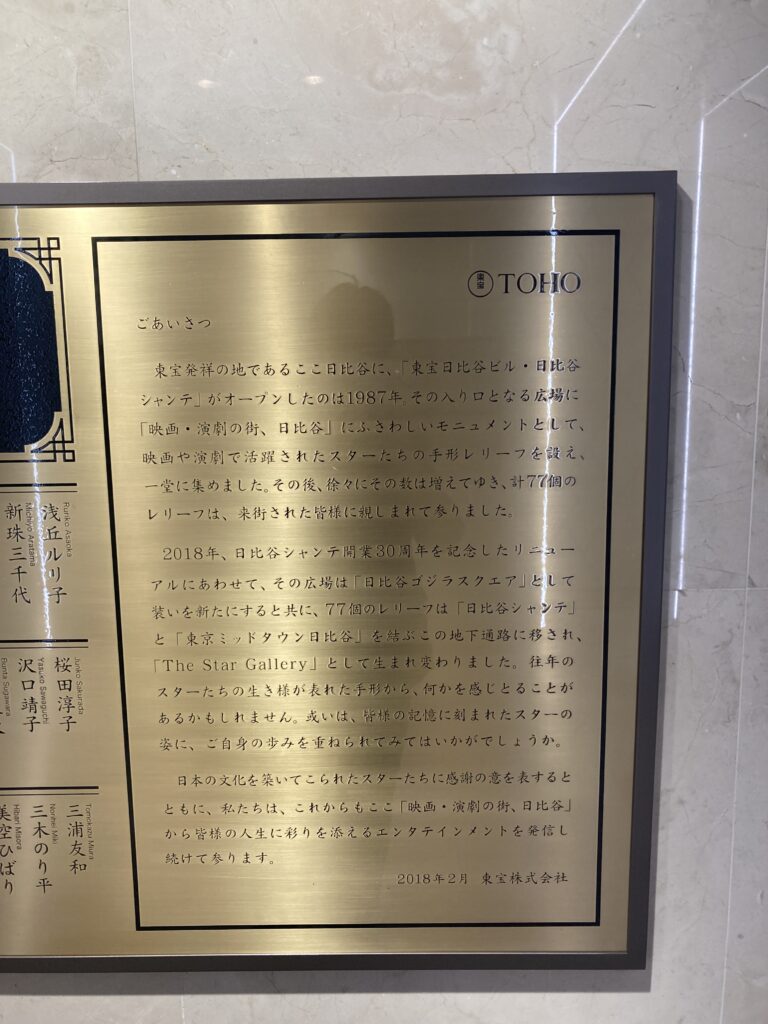 東宝 TOHO
ごあいさつ
東宝発祥の地であるここ日比谷に、「東宝日比谷ビル・日比谷
シャンテ」がオープンしたのは1987年。その入り口となる広場に
「映画・演劇の街、日比谷」にふさわしいモニュメントとして、
映画や演劇で活躍されたスターたちの手形レリーフを設え、
一堂に集めました。その後、徐々にその数は増えてゆき、計77個の
レリーフは、来街された皆様に親しまれて参りました。
2018年、日比谷シャンテ開業30周年を記念したリニュー
アルにあわせて、その広場は「日比谷ゴジラスクエア」として
装いを新たにすると共に、77個のレリーフは「日比谷シャンテ」
と「東京ミッドタウン日比谷」を結ぶこの地下通路に移され、
「The Star Gallery」として生まれ変わりました。往年の
スターたちの生き様が表れた手形から、何かを感じとることが
あるかもしれません。或いは、皆様の記憶に刻まれたスターの
姿に、ご自身の歩みを重ねられてみてはいかがでしょうか。
日本の文化を築いてこられたスターたちに感謝の意を表すると
ともに、私たちは、これからもここ「映画・演劇の街、日比谷」
から皆様の人生に彩りを添えるエンタテインメントを発信し
続けて参ります。
2018年2月 東宝株式会社
Ruriko Asaoka
浅丘ルリ子
Michiyo Aratama
新珠三千代
Junko Sakurada
桜田淳子
Yasuko Sawaguchi
沢口靖子
Bunta Sugawara
Tomokazu Miura
三浦友和
Norihei Miki
三木のり平
Hibari Misora
美空ひばり